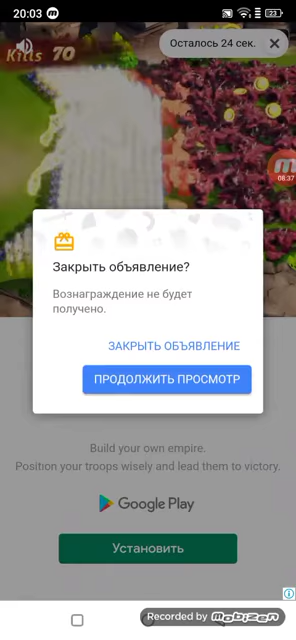 20:03
23
Осталось 24 сек.
Kills 70
08:37
Закрыть объявление?
Вознаграждение не будет
получено.
ЗАКРЫТЬ ОБЪЯВЛЕНИЕ
ПРОДОЛЖИТЬ ПРОСМОТР
Build your own empire.
Position your troops wisely and lead them to victory.
Google Play
Установить
Recorded by mobizen